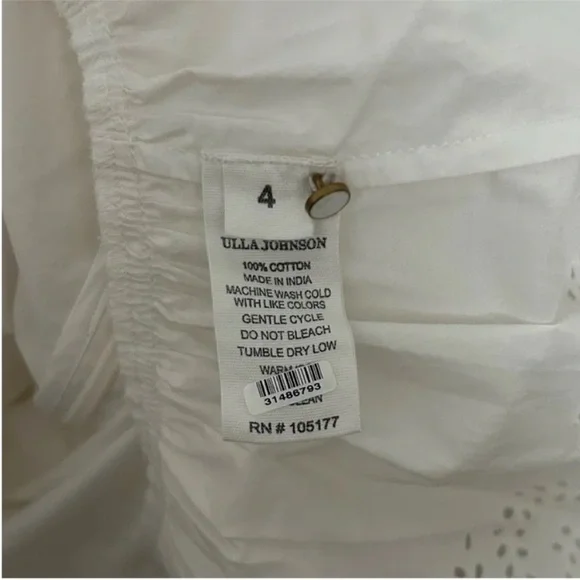 4
ULLA JOHNSON
100% COTTON
MADE IN INDIA
MACHINE WASH COLD
WITH LIKE COLORS
GENTLE CYCLE
DO NOT BLEACH
TUMBLE DRY LOW
WARM
31486793
RN # 105177